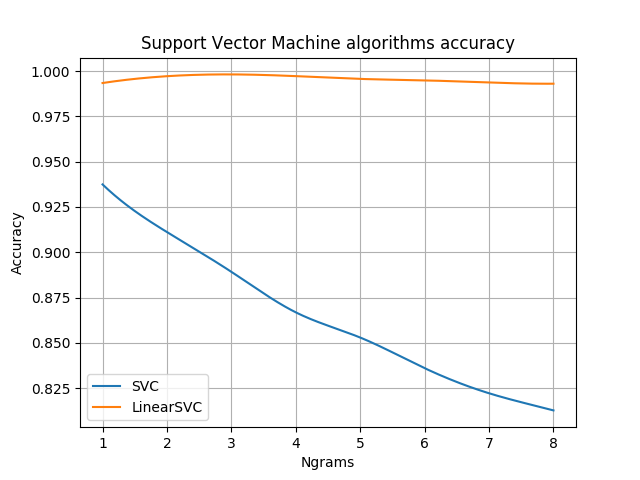 Support Vector Machine algorithms accuracy
1.000
0.975
0.950
0.925
0.900
0.875
0.850
0.825
Accuracy
SVC
LinearSVC
1 2 3 4 5 6 7 8
Ngrams